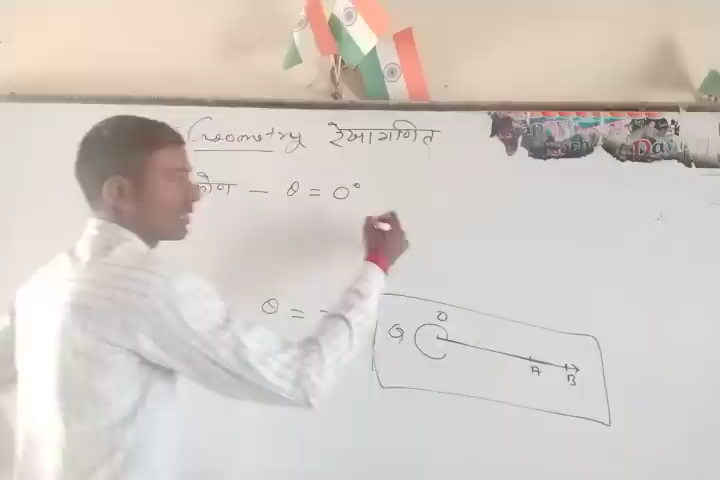 Geometry रेखागणित
कोण - θ = 0°
θ =
O
θ
A
B